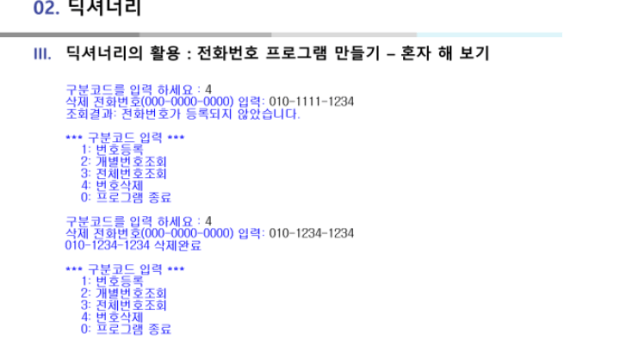 02. 딕셔너리
III. 딕셔너리의 활용 : 전화번호 프로그램 만들기 – 혼자 해 보기
구분코드를 입력 하세요 : 4
삭제 전화번호(000-0000-0000) 입력: 010-1111-1234
조회결과: 전화번호가 등록되지 않았습니다.
*** 구분코드 입력 ***
1: 번호등록
2: 개별번호조회
3: 전체번호조회
4: 번호삭제
0: 프로그램 종료
구분코드를 입력 하세요 : 4
삭제 전화번호(000-0000-0000) 입력: 010-1234-1234
010-1234-1234 삭제완료
*** 구분코드 입력 ***
1: 번호등록
2: 개별번호조회
3: 전체번호조회
4: 번호삭제
0: 프로그램 종료